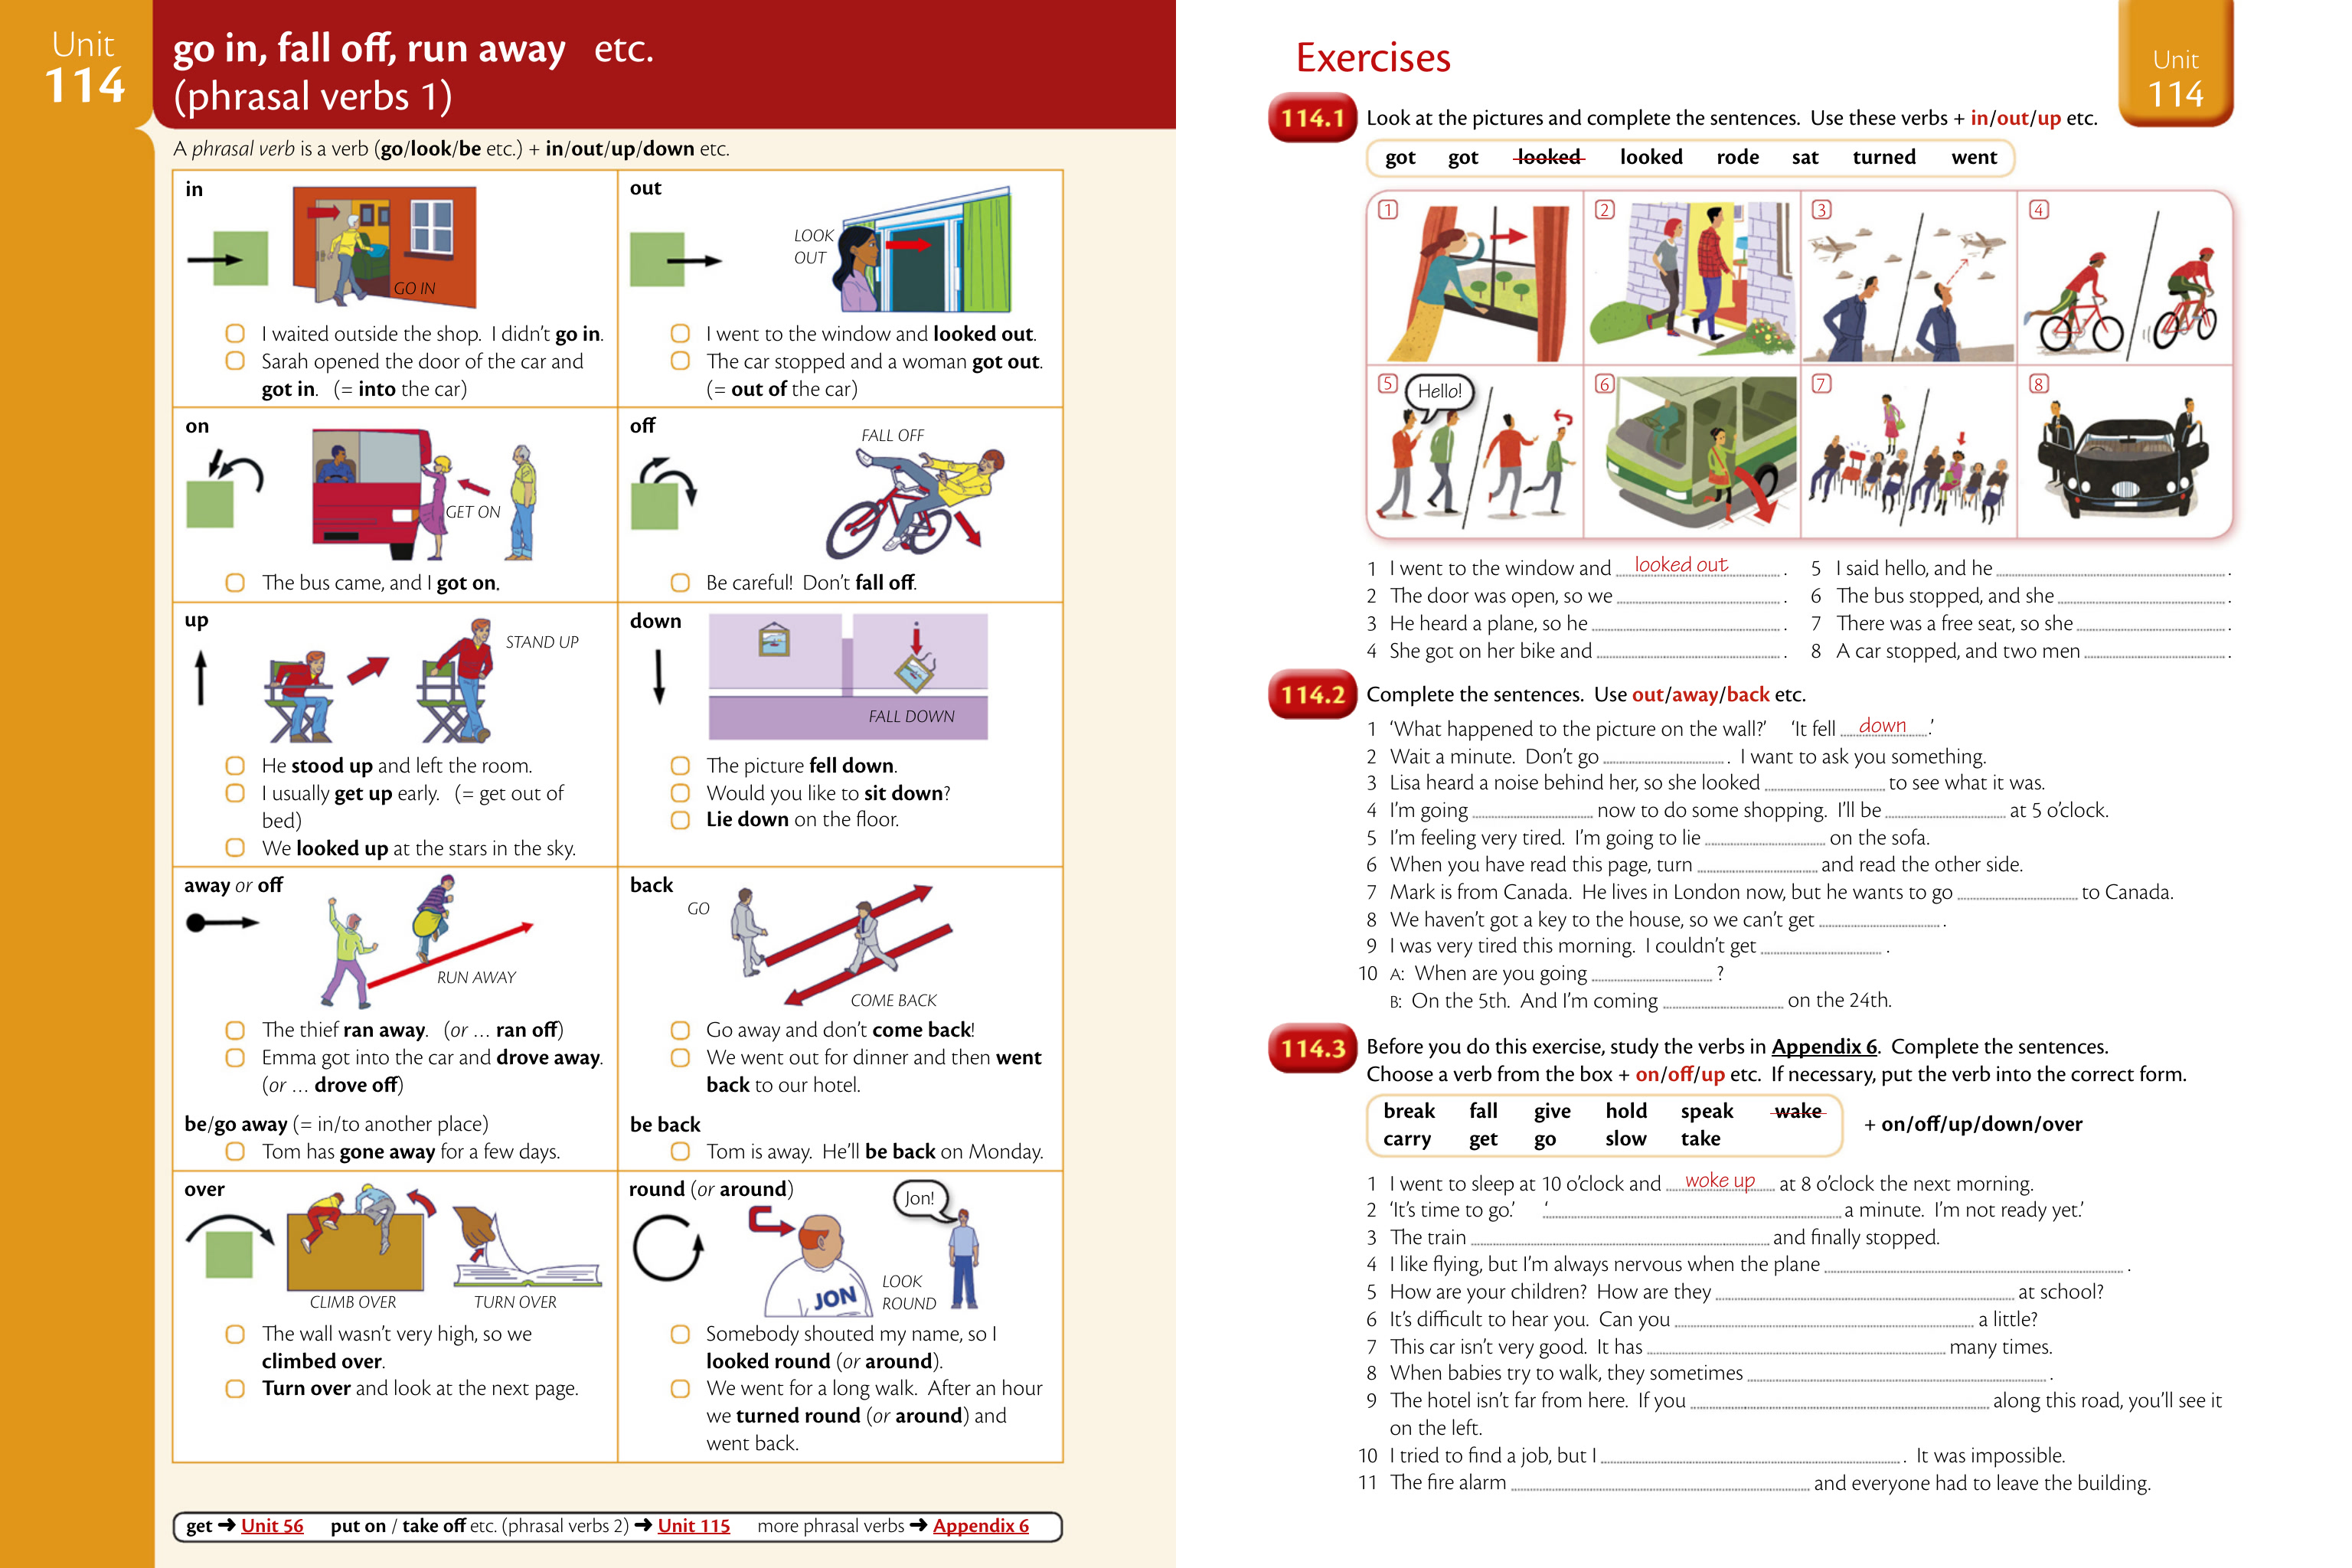 Unit
114
go in, fall off, run away etc.
(phrasal verbs 1)
A phrasal verb is a verb (go/look/be etc.) + in/out/up/down etc.
in
GO IN
I waited outside the shop. I didn't go in.
Sarah opened the door of the car and
got in. (= into the car)
out
LOOK
OUT
I went to the window and looked out.
The car stopped and a woman got out.
(= out of the car)
on
GET ON
The bus came, and I got on.
off
FALL OFF
Be careful! Don't fall off.
up
STAND UP
He stood up and left the room.
I usually get up early. (= get out of
bed)
We looked up at the stars in the sky.
down
FALL DOWN
The picture fell down.
Would you like to sit down?
Lie down on the floor.
away or off
RUN AWAY
The thief ran away. (or … ran off)
Emma got into the car and drove away.
(or … drove off)
be/go away (= in/to another place)
Tom has gone away for a few days.
back
GO
COME BACK
Go away and don't come back!
We went out for dinner and then went
back to our hotel.
be back
Tom is away. He'll be back on Monday.
over
CLIMB OVER
TURN OVER
The wall wasn't very high, so we
climbed over.
Turn over and look at the next page.
round (or around)
Jon!
JON
LOOK
ROUND
Somebody shouted my name, so I
looked round (or around).
We went for a long walk. After an hour
we turned round (or around) and
went back.
get ➜ Unit 56 put on / take off etc. (phrasal verbs 2) ➜ Unit 115 more phrasal verbs ➜ Appendix 6
Exercises
Unit
114
114.1 Look at the pictures and complete the sentences. Use these verbs + in/out/up etc.
got got looked looked rode sat turned went
1
2
3
4
5
Hello!
6
7
8
1 I went to the window and looked out .
2 The door was open, so we .
3 He heard a plane, so he .
4 She got on her bike and .
5 I said hello, and he .
6 The bus stopped, and she .
7 There was a free seat, so she .
8 A car stopped, and two men .
114.2 Complete the sentences. Use out/away/back etc.
1 ‘What happened to the picture on the wall?’ ‘It fell down .’
2 Wait a minute. Don't go . I want to ask you something.
3 Lisa heard a noise behind her, so she looked to see what it was.
4 I'm going now to do some shopping. I'll be at 5 o'clock.
5 I'm feeling very tired. I'm going to lie on the sofa.
6 When you have read this page, turn and read the other side.
7 Mark is from Canada. He lives in London now, but he wants to go to Canada.
8 We haven't got a key to the house, so we can't get .
9 I was very tired this morning. I couldn't get .
10 A: When are you going ?
B: On the 5th. And I'm coming on the 24th.
114.3 Before you do this exercise, study the verbs in Appendix 6. Complete the sentences.
Choose a verb from the box + on/off/up etc. If necessary, put the verb into the correct form.
break fall give hold speak wake
carry get go slow take
+ on/off/up/down/over
1 I went to sleep at 10 o'clock and woke up at 8 o'clock the next morning.
2 ‘It's time to go.’ ‘ a minute. I'm not ready yet.’
3 The train and finally stopped.
4 I like flying, but I'm always nervous when the plane .
5 How are your children? How are they at school?
6 It's difficult to hear you. Can you a little?
7 This car isn't very good. It has many times.
8 When babies try to walk, they sometimes .
9 The hotel isn't far from here. If you along this road, you'll see it
on the left.
10 I tried to find a job, but I . It was impossible.
11 The fire alarm and everyone had to leave the building.